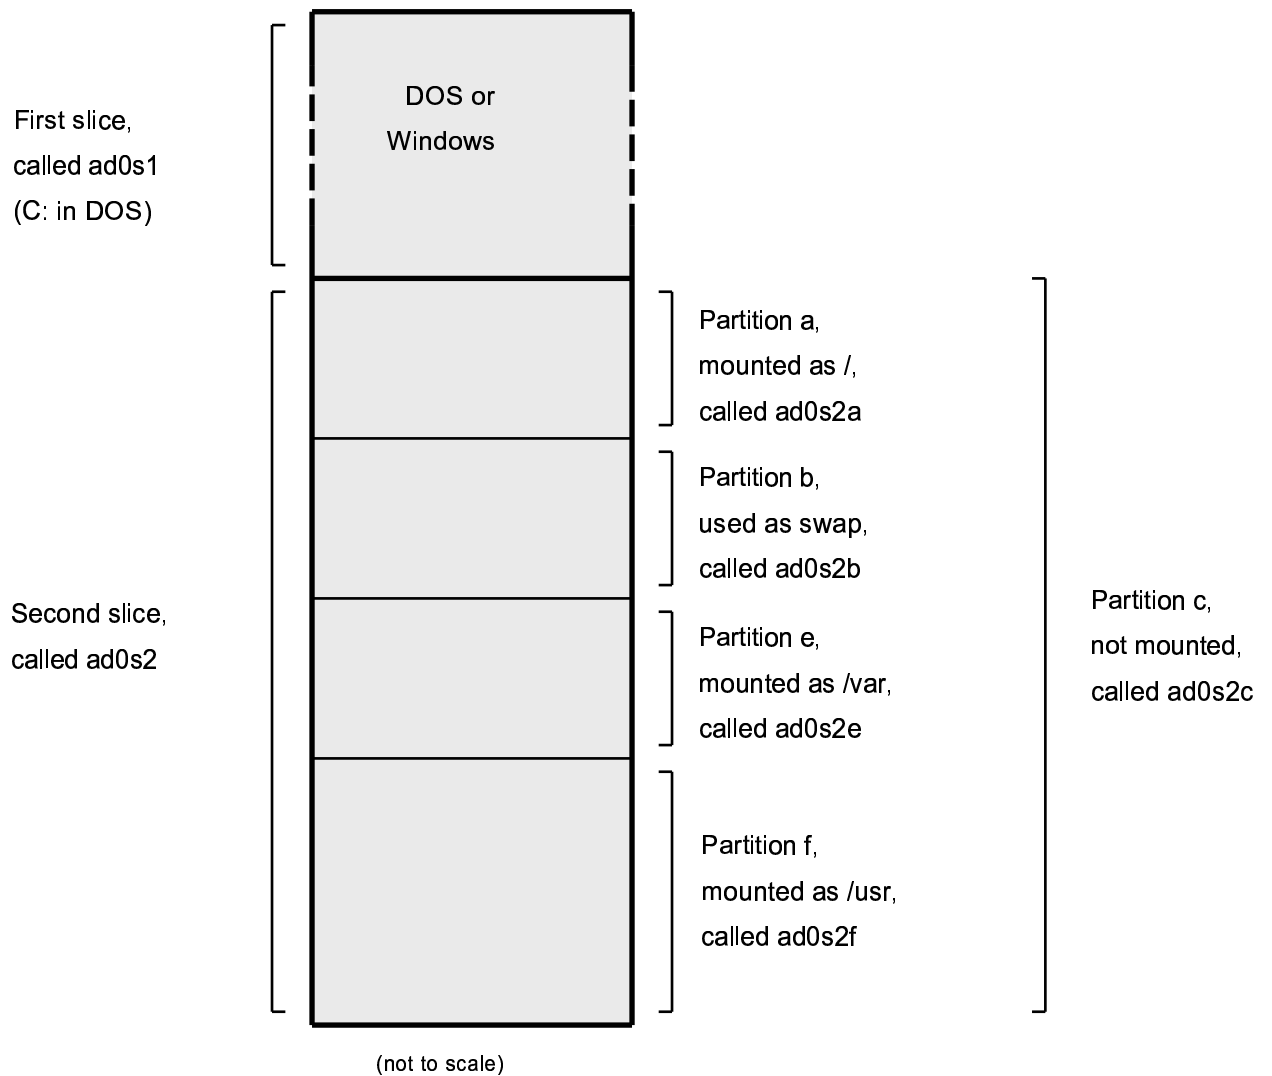 DOS or
Windows
First slice,
called ad0s1
(C: in DOS)
Partition a,
mounted as /,
called ad0s2a
Partition b,
used as swap,
called ad0s2b
Second slice,
called ad0s2
Partition e,
mounted as /var,
called ad0s2e
Partition c,
not mounted,
called ad0s2c
Partition f,
mounted as /usr,
called ad0s2f
(not to scale)